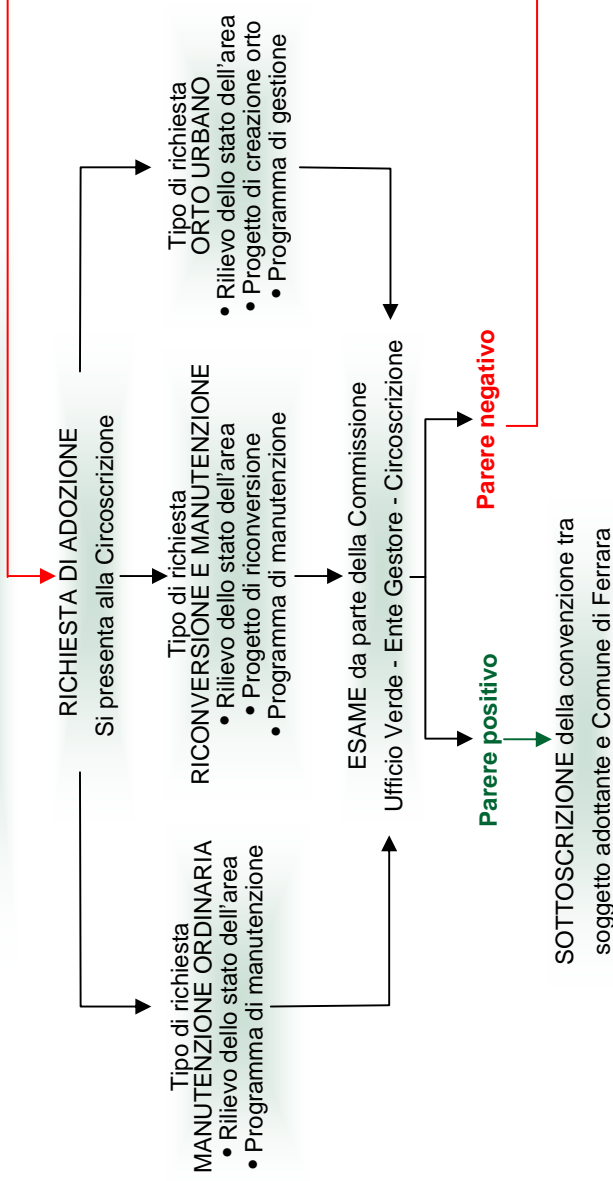 RICHIESTA DI ADOZIONE
Si presenta alla Circoscrizione
Tipo di richiesta
MANUTENZIONE ORDINARIA
• Rilievo dello stato dell'area
• Programma di manutenzione
Tipo di richiesta
RICONVERSIONE E MANUTENZIONE
• Rilievo dello stato dell'area
• Progetto di riconversione
• Programma di manutenzione
Tipo di richiesta
ORTO URBANO
• Rilievo dello stato dell'area
• Progetto di creazione orto
• Programma di gestione
ESAME da parte della Commissione
Ufficio Verde - Ente Gestore - Circoscrizione
Parere positivo
Parere negativo
SOTTOSCRIZIONE della convenzione tra
soggetto adottante e Comune di Ferrara